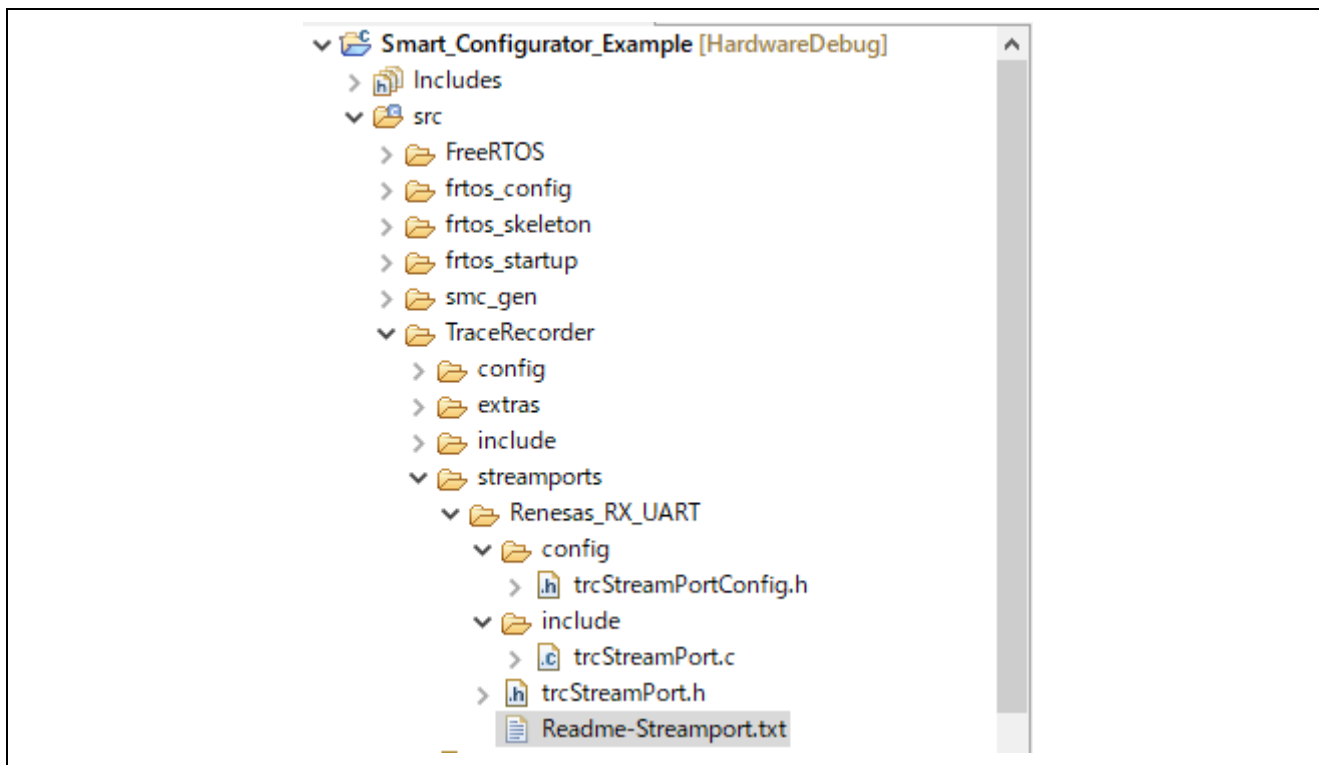 Smart_Configurator_Example [HardwareDebug]
Includes
src
FreeRTOS
frtos_config
frtos_skeleton
frtos_startup
smc_gen
TraceRecorder
config
extras
include
streamports
Renesas_RX_UART
config
trcStreamPortConfig.h
include
trcStreamPort.c
trcStreamPort.h
Readme-Streamport.txt